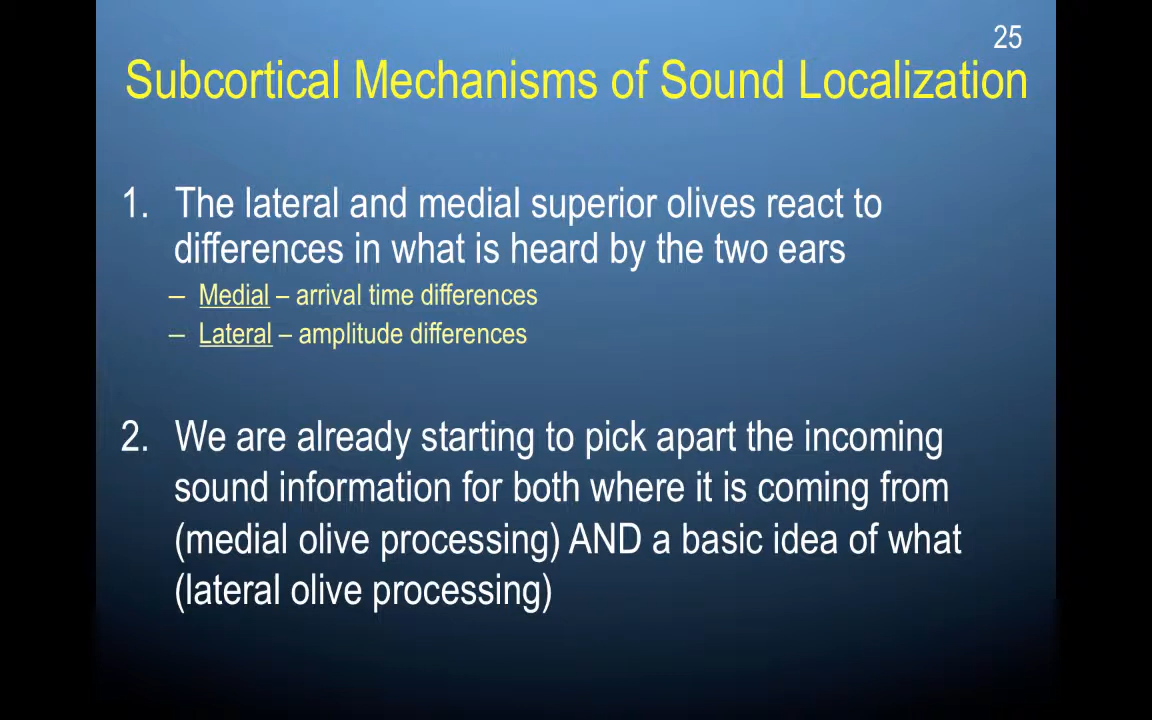 25
Subcortical Mechanisms of Sound Localization
1. The lateral and medial superior olives react to
differences in what is heard by the two ears
– Medial – arrival time differences
– Lateral – amplitude differences
2. We are already starting to pick apart the incoming
sound information for both where it is coming from
(medial olive processing) AND a basic idea of what
(lateral olive processing)